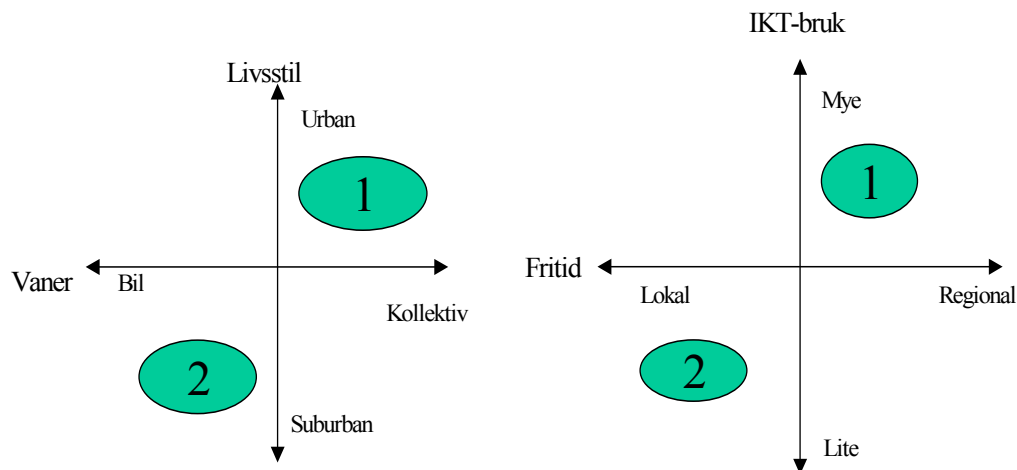 Livsstil
Urban
1
Vaner
Bil
Kollektiv
2
Suburban
IKT-bruk
Mye
1
Fritid
Lokal
Regional
2
Lite